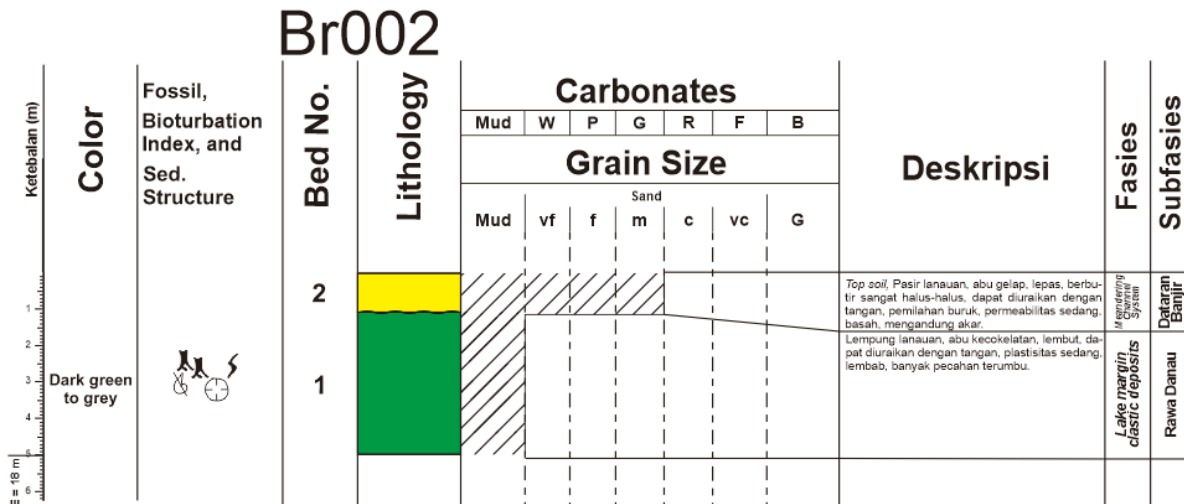 Br002
Ketebalan (m)
Color
Fossil,
Bioturbation
Index, and
Sed.
Structure
Bed No.
Lithology
Carbonates
Mud W P G R F B
Grain Size
Sand
Mud vf f m c vc G
Deskripsi
Fasies
Subfasies
2
Top soil, Pasir lanauan, abu gelap, lepas, berbu-
tir sangat halus-halus, dapat diuraikan dengan
tangan, pemilahan buruk, permeabilitas sedang,
basah, mengandung akar.
Meandering
Channel
System
Dataran
Banjir
1
2
3
4
5
6
Dark green
to grey
1
Lempung lanauan, abu kecokelatan, lembut, da-
pat diuraikan dengan tangan, plastisitas sedang,
lembab, banyak pecahan terumbu.
Lake margin
clastic deposits
Rawa Danau
= 18 m